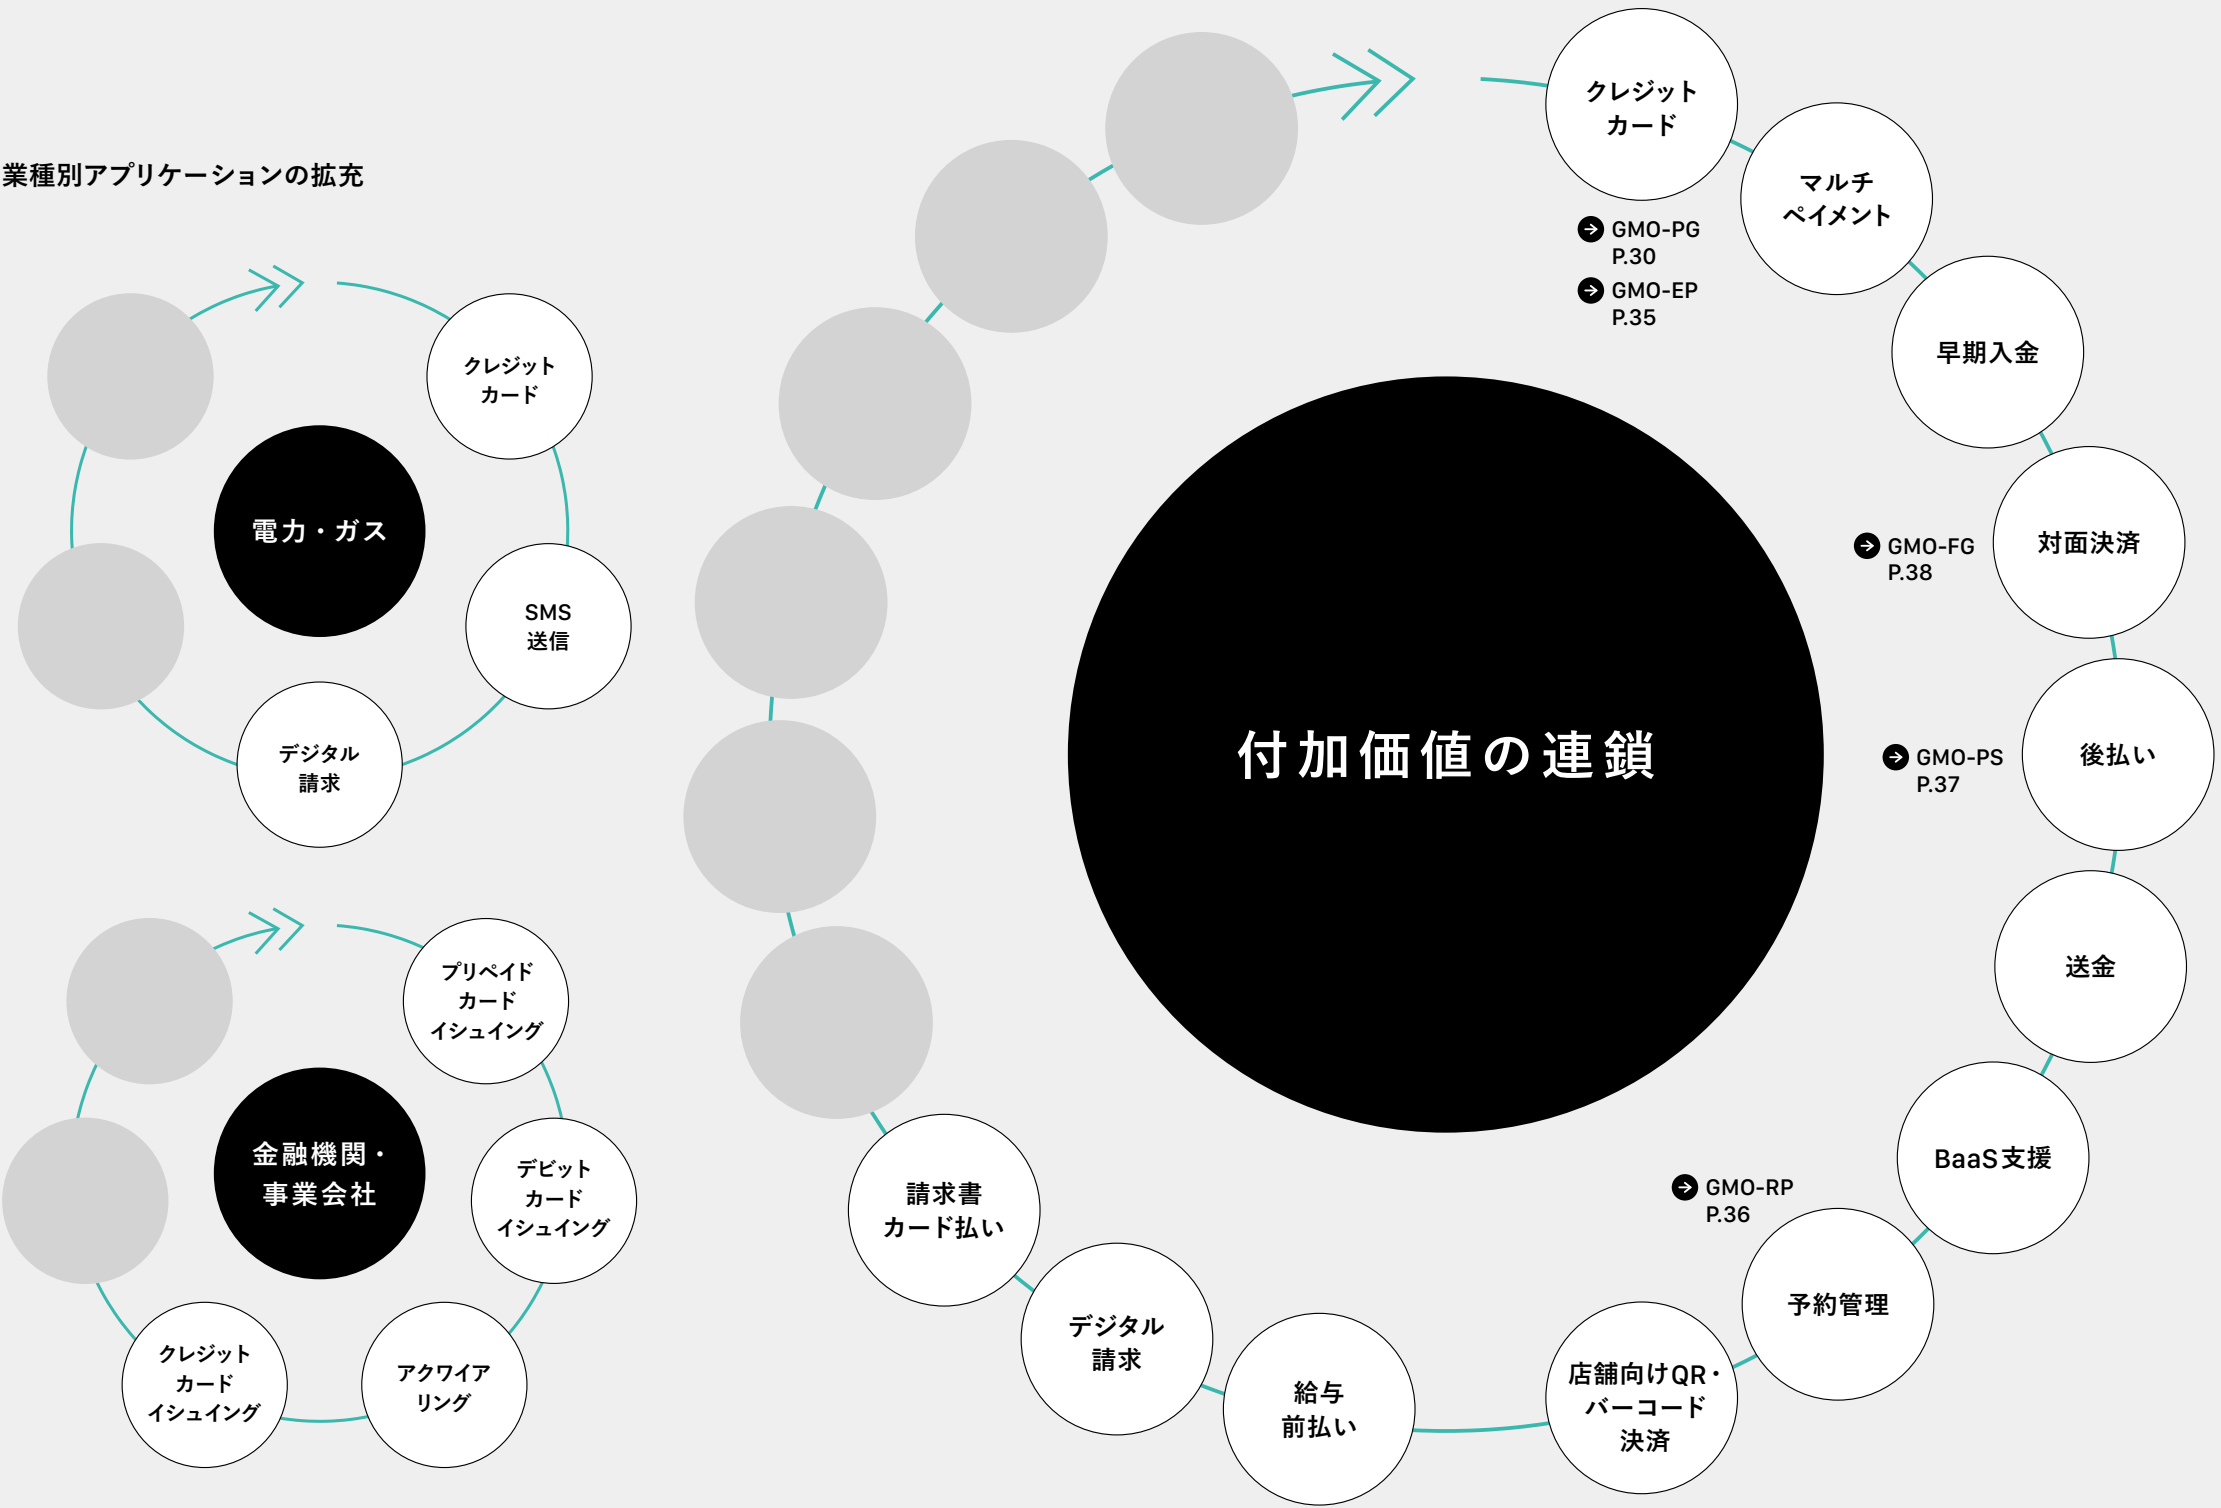 業種別アプリケーションの拡充
クレジット
カード
電力・ガス
SMS
送信
デジタル
請求
プリペイド
カード
イシュイング
金融機関・
事業会社
デビット
カード
イシュイング
アクワイア
リング
クレジット
カード
イシュイング
付加価値の連鎖
クレジット
カード
GMO-PG
P.30
GMO-EP
P.35
マルチ
ペイメント
早期入金
対面決済
GMO-FG
P.38
後払い
GMO-PS
P.37
送金
BaaS支援
予約管理
GMO-RP
P.36
店舗向けQR・
バーコード
決済
給与
前払い
デジタル
請求
請求書
カード払い